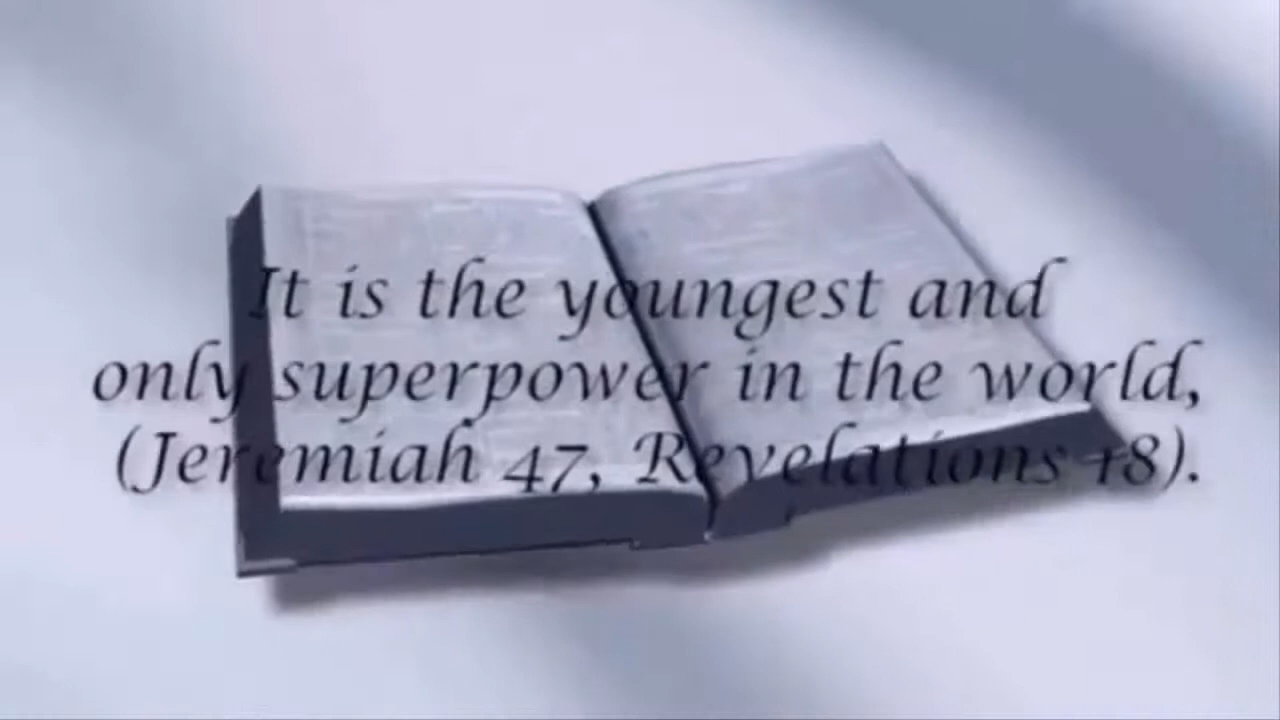 It is the youngest and
only superpower in the world,
(Jeremiah 47, Revelations 18).